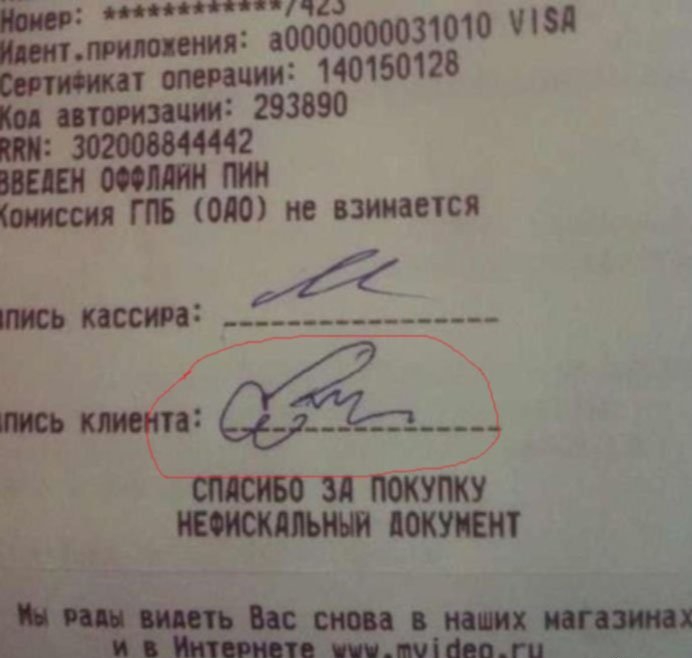 Номер: ************7423
Идент.приложения: a0000000031010 VISA
Сертификат операции: 140150128
Код авторизации: 293890
RRN: 302008844442
ВВЕДЕН ОФФЛАЙН ПИН
Комиссия ГПБ (ОАО) не взимается
пись кассира:
пись клиента:
СПАСИБО ЗА ПОКУПКУ
НЕФИСКАЛЬНЫЙ ДОКУМЕНТ
Мы рады видеть Вас снова в наших магазинах
и в Интернете www.mvideo.ru